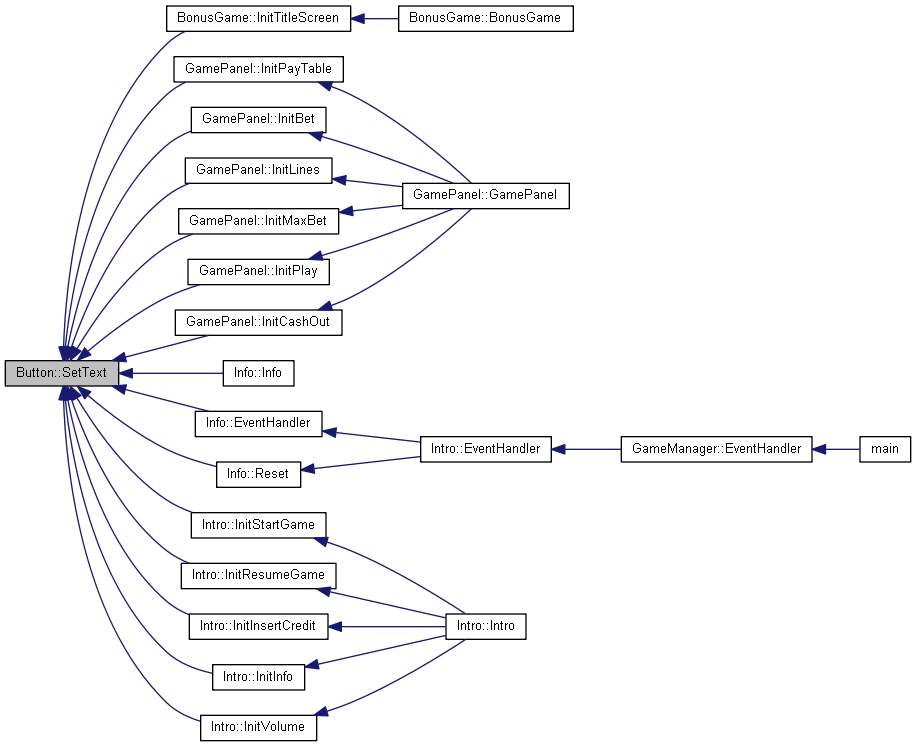 BonusGame::InitTitleScreen
BonusGame::BonusGame
GamePanel::InitPayTable
GamePanel::InitBet
GamePanel::InitLines
GamePanel::GamePanel
GamePanel::InitMaxBet
GamePanel::InitPlay
GamePanel::InitCashOut
Button::SetText
Info::Info
Info::EventHandler
Intro::EventHandler
GameManager::EventHandler
main
Info::Reset
Intro::InitStartGame
Intro::InitResumeGame
Intro::InitInsertCredit
Intro::Intro
Intro::InitInfo
Intro::InitVolume